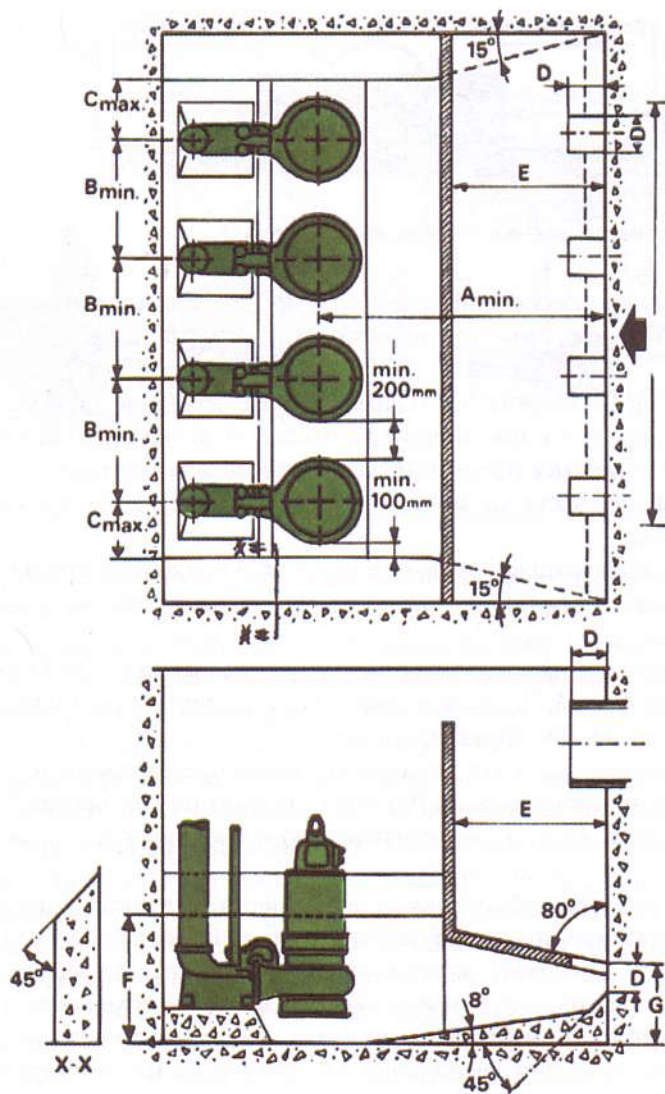 15°
Cmax.
D
D
Bmin.
E
Bmin.
Amin.
min.
200mm
Bmin.
min.
100mm
Cmax.
15°
D
E
80°
45°
F
D
G
8°
X-X
45°